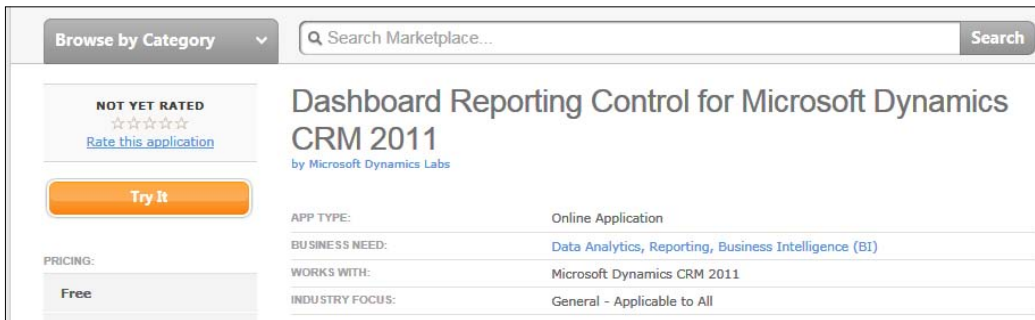 Browse by Category
Search Marketplace...
Search
NOT YET RATED
Rate this application
Try It
PRICING:
Free
Dashboard Reporting Control for Microsoft Dynamics
CRM 2011
by Microsoft Dynamics Labs
APP TYPE: Online Application
BUSINESS NEED: Data Analytics, Reporting, Business Intelligence (BI)
WORKS WITH: Microsoft Dynamics CRM 2011
INDUSTRY FOCUS: General - Applicable to All